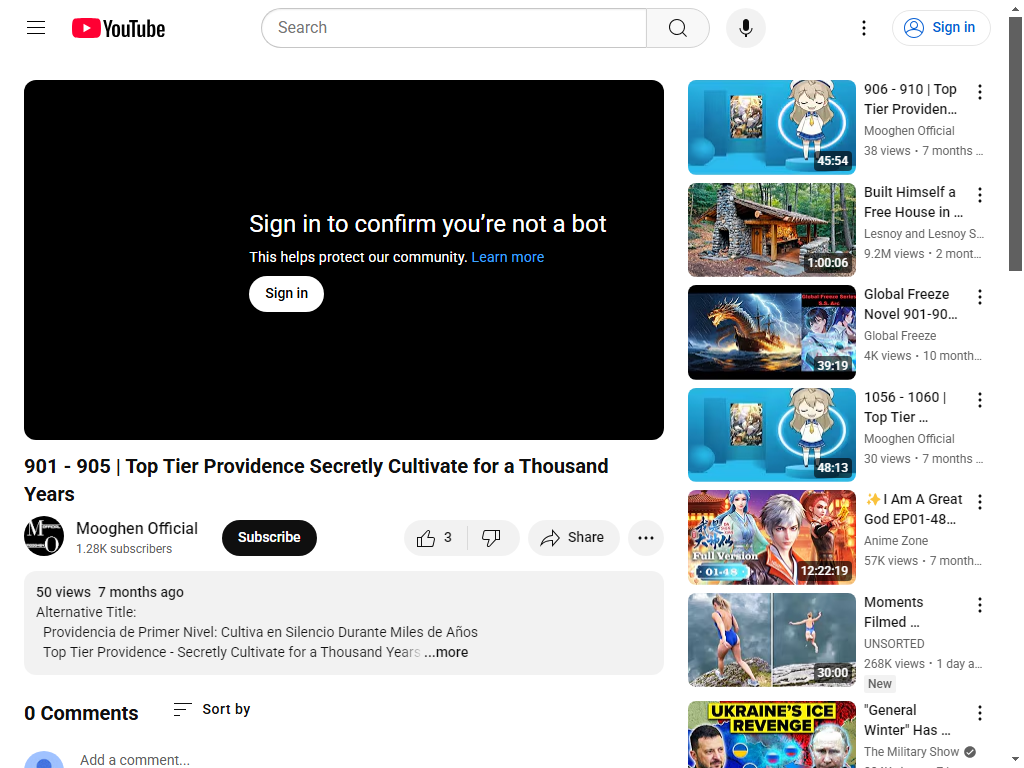 YouTube
Search
Sign in
Sign in to confirm you’re not a bot
This helps protect our community. Learn more
Sign in
901 - 905 | Top Tier Providence Secretly Cultivate for a Thousand
Years
Mooghen Official
1.28K subscribers
Subscribe
3
Share
50 views 7 months ago
Alternative Title:
Providencia de Primer Nivel: Cultiva en Silencio Durante Miles de Años
Top Tier Providence - Secretly Cultivate for a Thousand Years ...more
0 Comments
Sort by
Add a comment...
45:54
906 - 910 | Top
Tier Providen...
Mooghen Official
38 views • 7 months ...
1:00:06
Built Himself a
Free House in ...
Lesnoy and Lesnoy S...
9.2M views • 2 mont...
Global Freeze Series
39:19
Global Freeze
Novel 901-90...
Global Freeze
4K views • 10 month...
48:13
1056 - 1060 |
Top Tier ...
Mooghen Official
30 views • 7 months ...
Full Version
01-48
12:22:19
✨I Am A Great
God EP01-48...
Anime Zone
57K views • 7 month...
30:00
Moments
Filmed ...
UNSORTED
268K views • 1 day a...
New
UKRAINE'S ICE
REVENGE
"General
Winter" Has ...
The Military Show